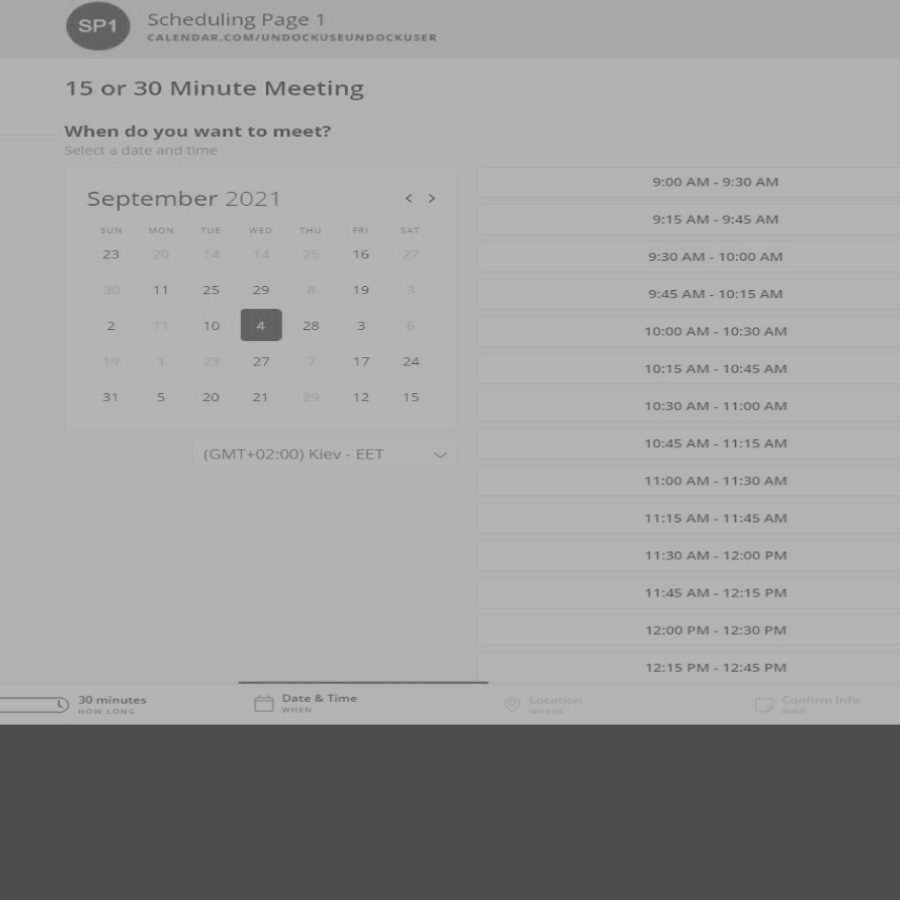 SP1
Scheduling Page 1
CALENDAR.COM/UNDOCKUSEUNDOCKUSER
15 or 30 Minute Meeting
When do you want to meet?
Select a date and time
September 2021
< >
SUN MON TUE WED THU FRI SAT
23 20 14 14 25 16 27
30 11 25 29 8 19 3
2 11 10 4 28 3 6
19 1 23 27 7 17 24
31 5 20 21 29 12 15
(GMT+02:00) Kiev - EET
9:00 AM - 9:30 AM
9:15 AM - 9:45 AM
9:30 AM - 10:00 AM
9:45 AM - 10:15 AM
10:00 AM - 10:30 AM
10:15 AM - 10:45 AM
10:30 AM - 11:00 AM
10:45 AM - 11:15 AM
11:00 AM - 11:30 AM
11:15 AM - 11:45 AM
11:30 AM - 12:00 PM
11:45 AM - 12:15 PM
12:00 PM - 12:30 PM
12:15 PM - 12:45 PM
30 minutes
HOW LONG
Date & Time
WHEN
Location
WHERE
Confirm Info
WHO